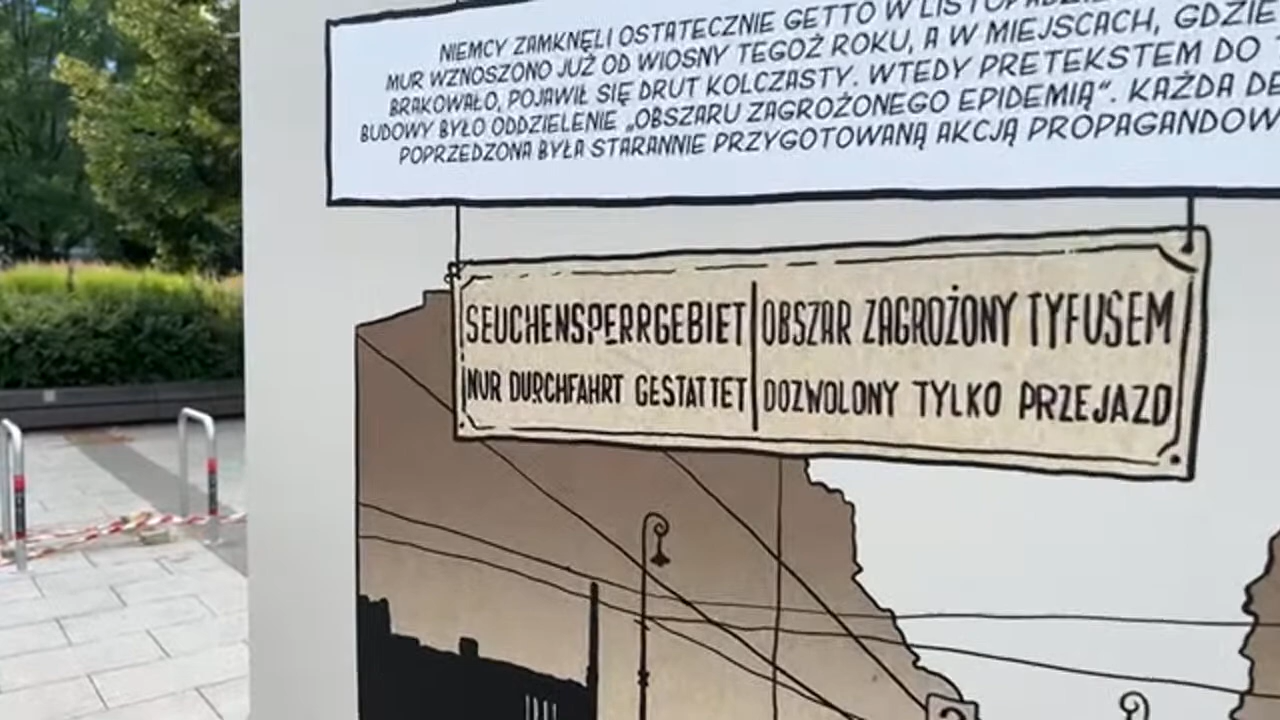 NIEMCY ZAMKNĘLI OSTATECZNIE GETTO W
MUR WZNOSZONO JUŻ OD WIOSNY TEGOŻ ROKU, A W MIEJSCACH, GDZIE
BRAKOWAŁO, POJAWIŁ SIĘ DRUT KOLCZASTY. WTEDY PRETEKSTEM DO
BUDOWY BYŁO ODDZIELENIE „OBSZARU ZAGROŻONEGO EPIDEMIĄ”. KAŻDA
POPRZEDZONA BYŁA STARANNIE PRZYGOTOWANĄ AKCJĄ
SEUCHENSPERRGEBIET OBSZAR ZAGROŻONY TYFUSEM
NUR DURCHFAHRT GESTATTET DOZWOLONY TYLKO PRZEJAZD